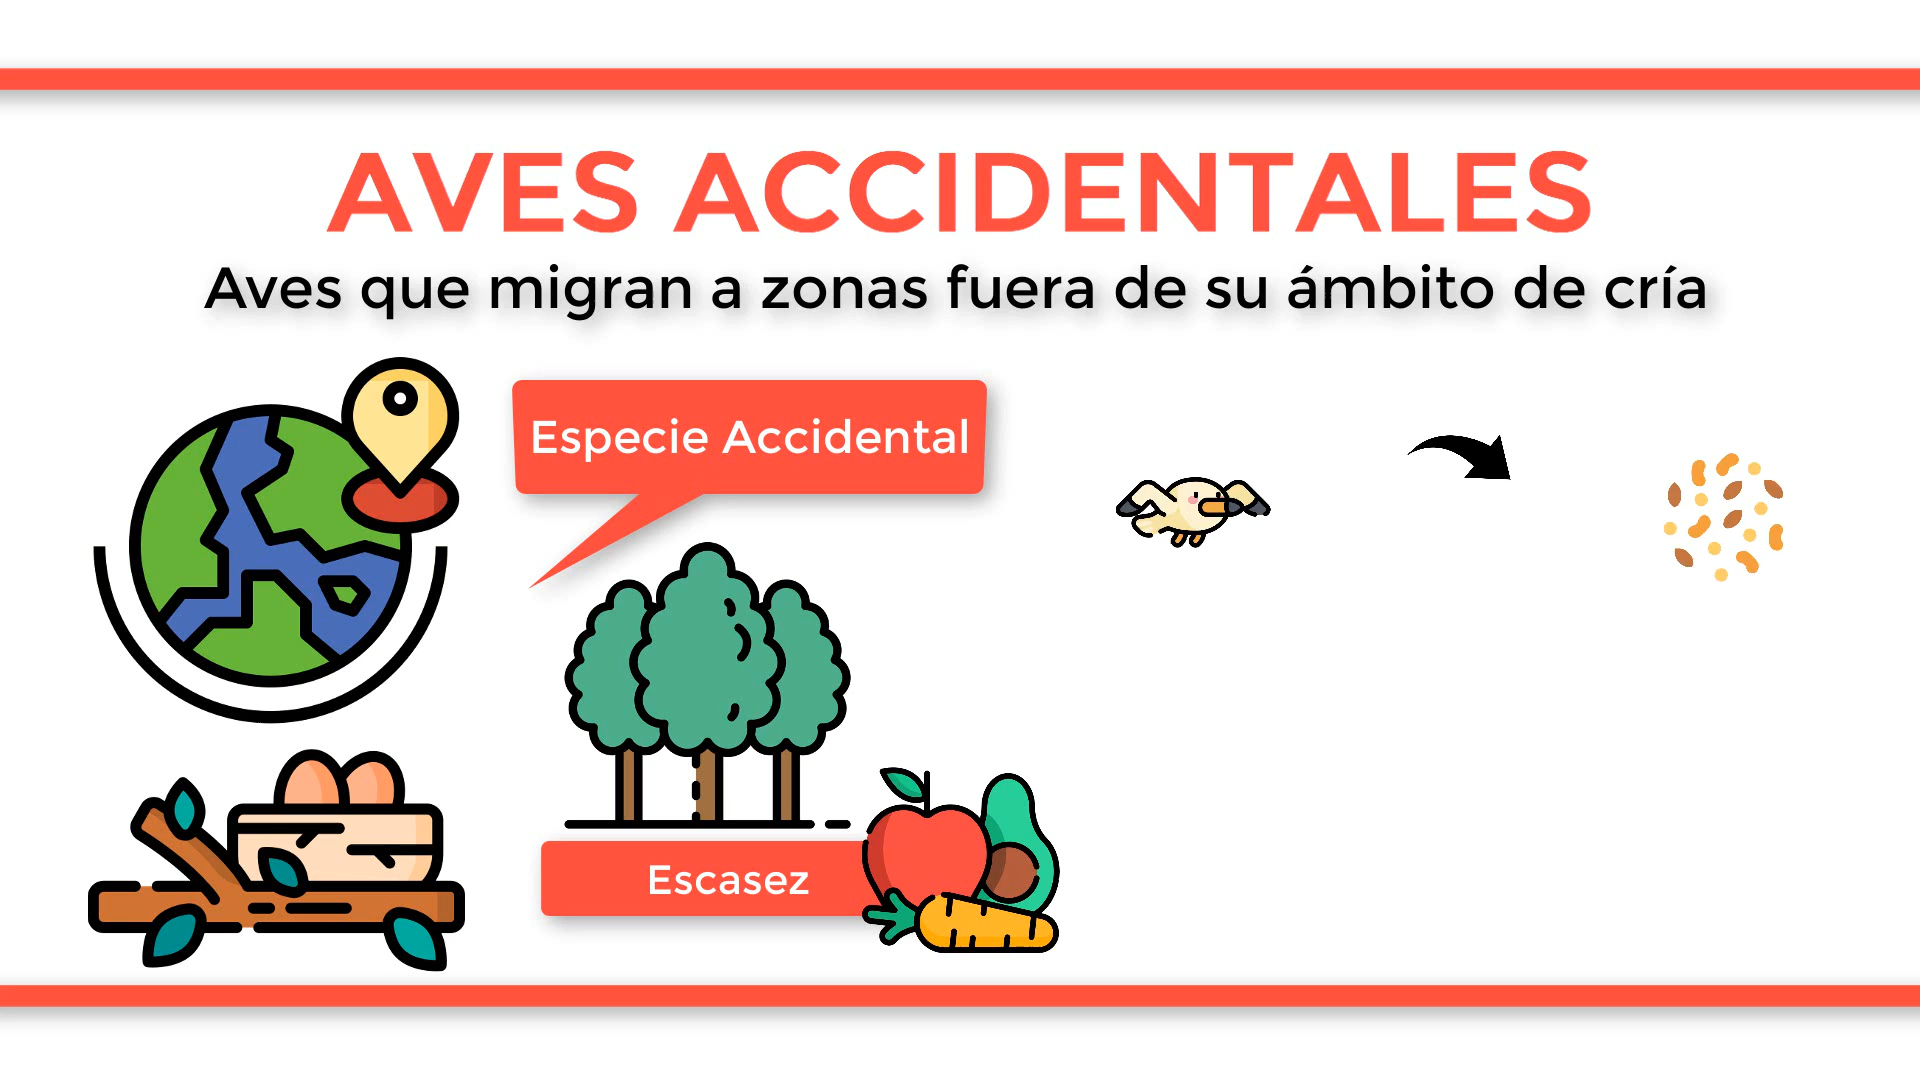 AVES ACCIDENTALES
Aves que migran a zonas fuera de su ámbito de cría
Especie Accidental
Escasez